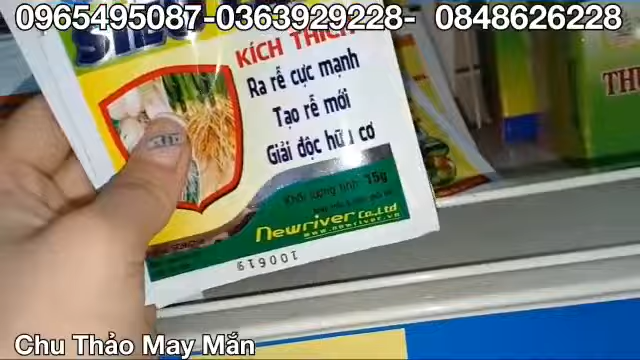 0965495087-0363929228- 0848626228
KÍCH THÍCH
Ra rễ cực mạnh
Tạo rễ mới
Giải độc hữu cơ
Khối lượng tịnh 15g
Newriver Co.,Ltd
www.newriver.vn
100619
Chu Thảo May Mắn